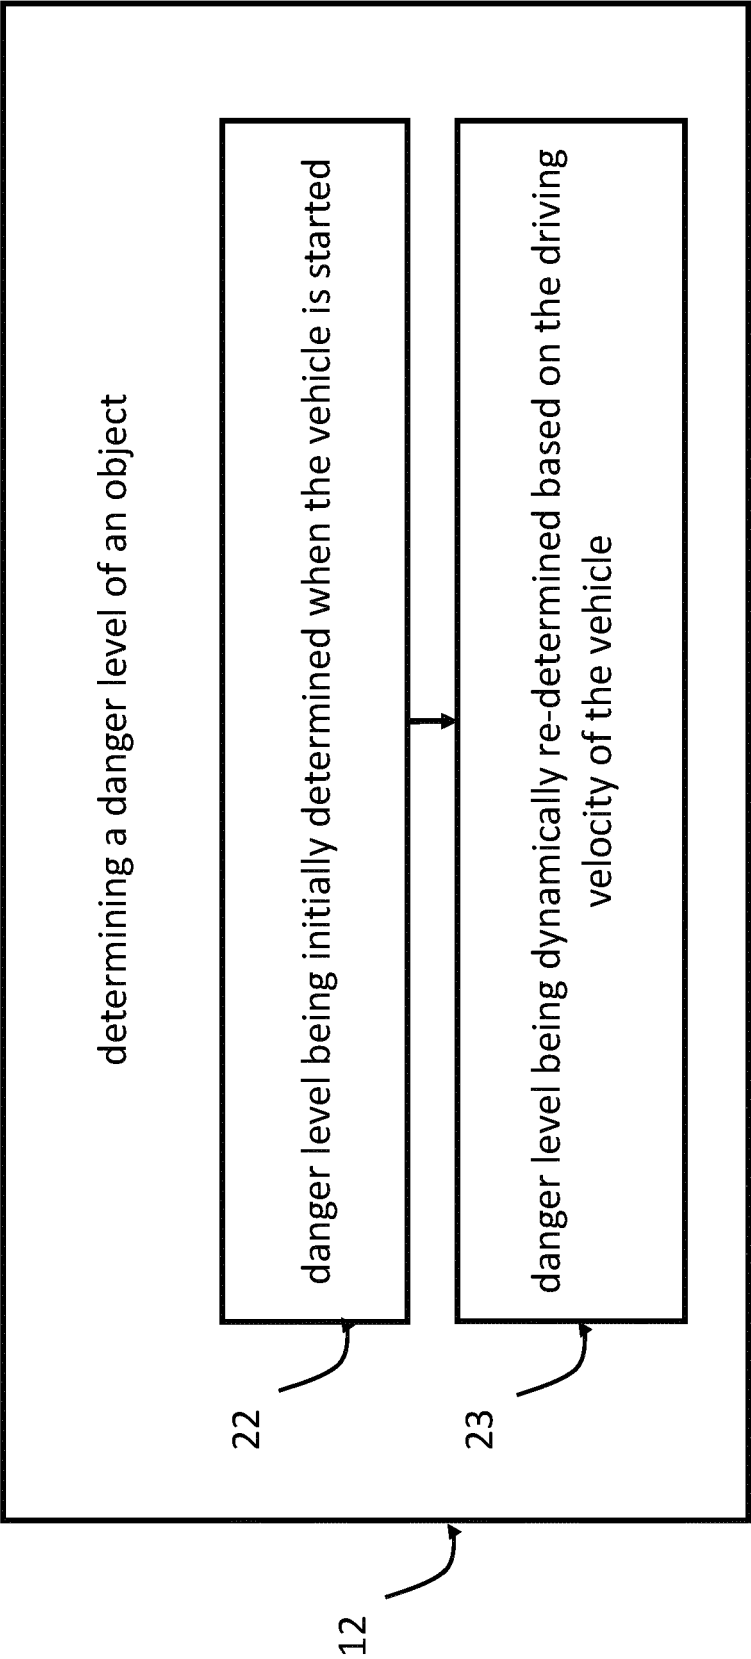 determining a danger level of an object
danger level being initially determined when the vehicle is started
danger level being dynamically re-determined based on the driving
velocity of the vehicle
22
23
12